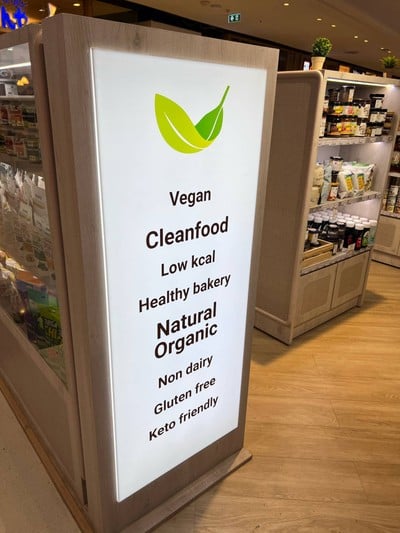 Vegan
Cleanfood
Low kcal
Healthy bakery
Natural
Organic
Non dairy
Gluten free
Keto friendly